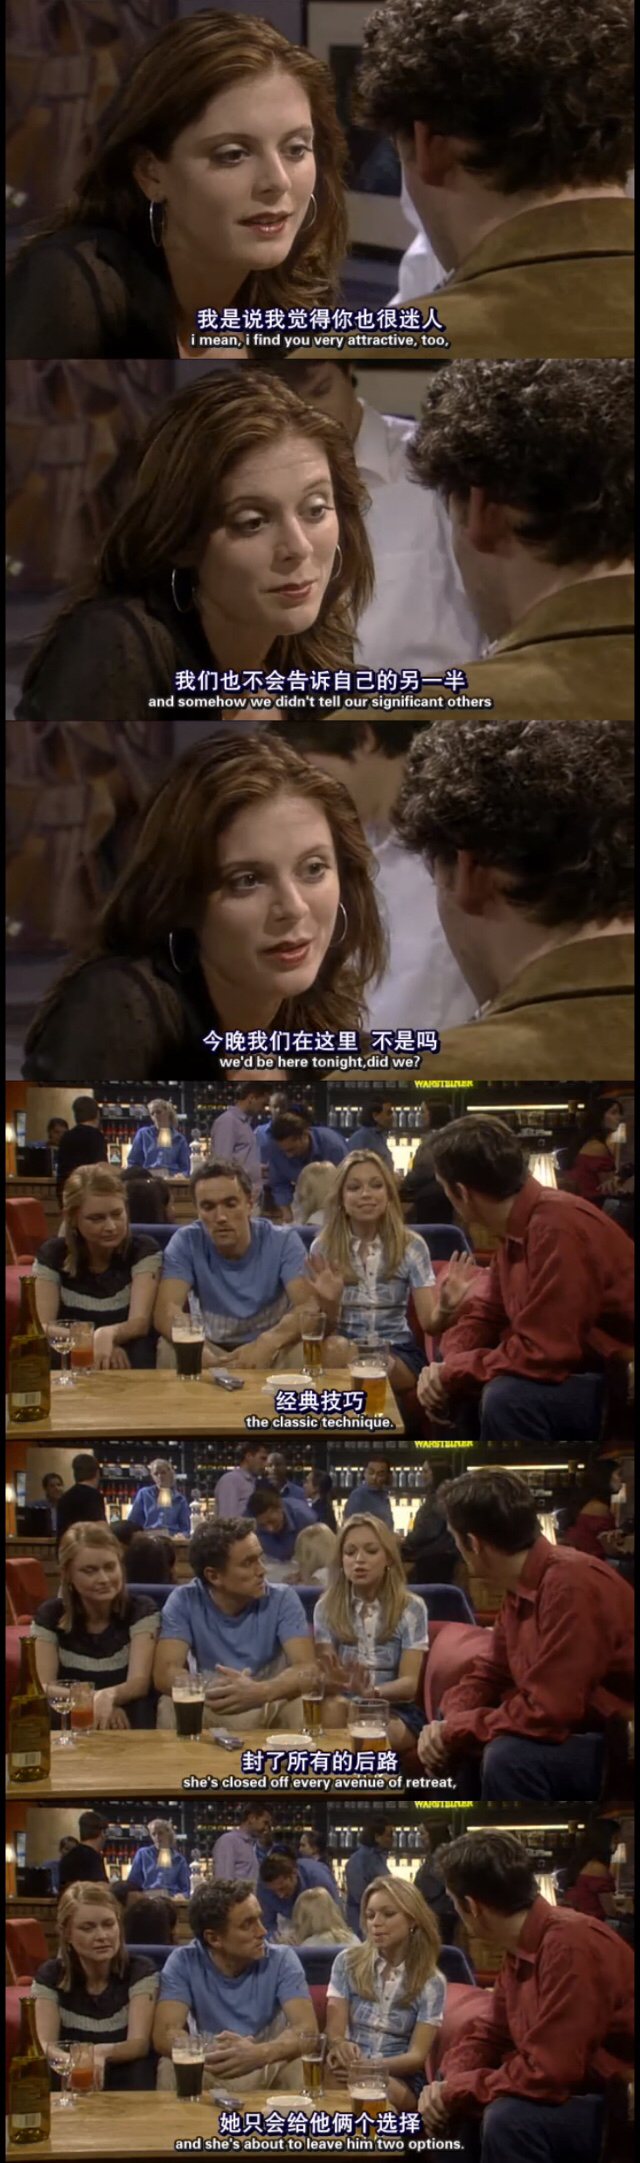 我是说我觉得你也很迷人
i mean, i find you very attractive, too,
我们也不会告诉自己的另一半
and somehow we didn't tell our significant others
今晚我们在这里 不是吗
we'd be here tonight,did we?
WARSTEINER
经典技巧
the classic technique.
WARSTEINER
封了所有的后路
she's closed off every avenue of retreat,
WARSTEINER
她只会给他俩个选择
and she's about to leave him two options.